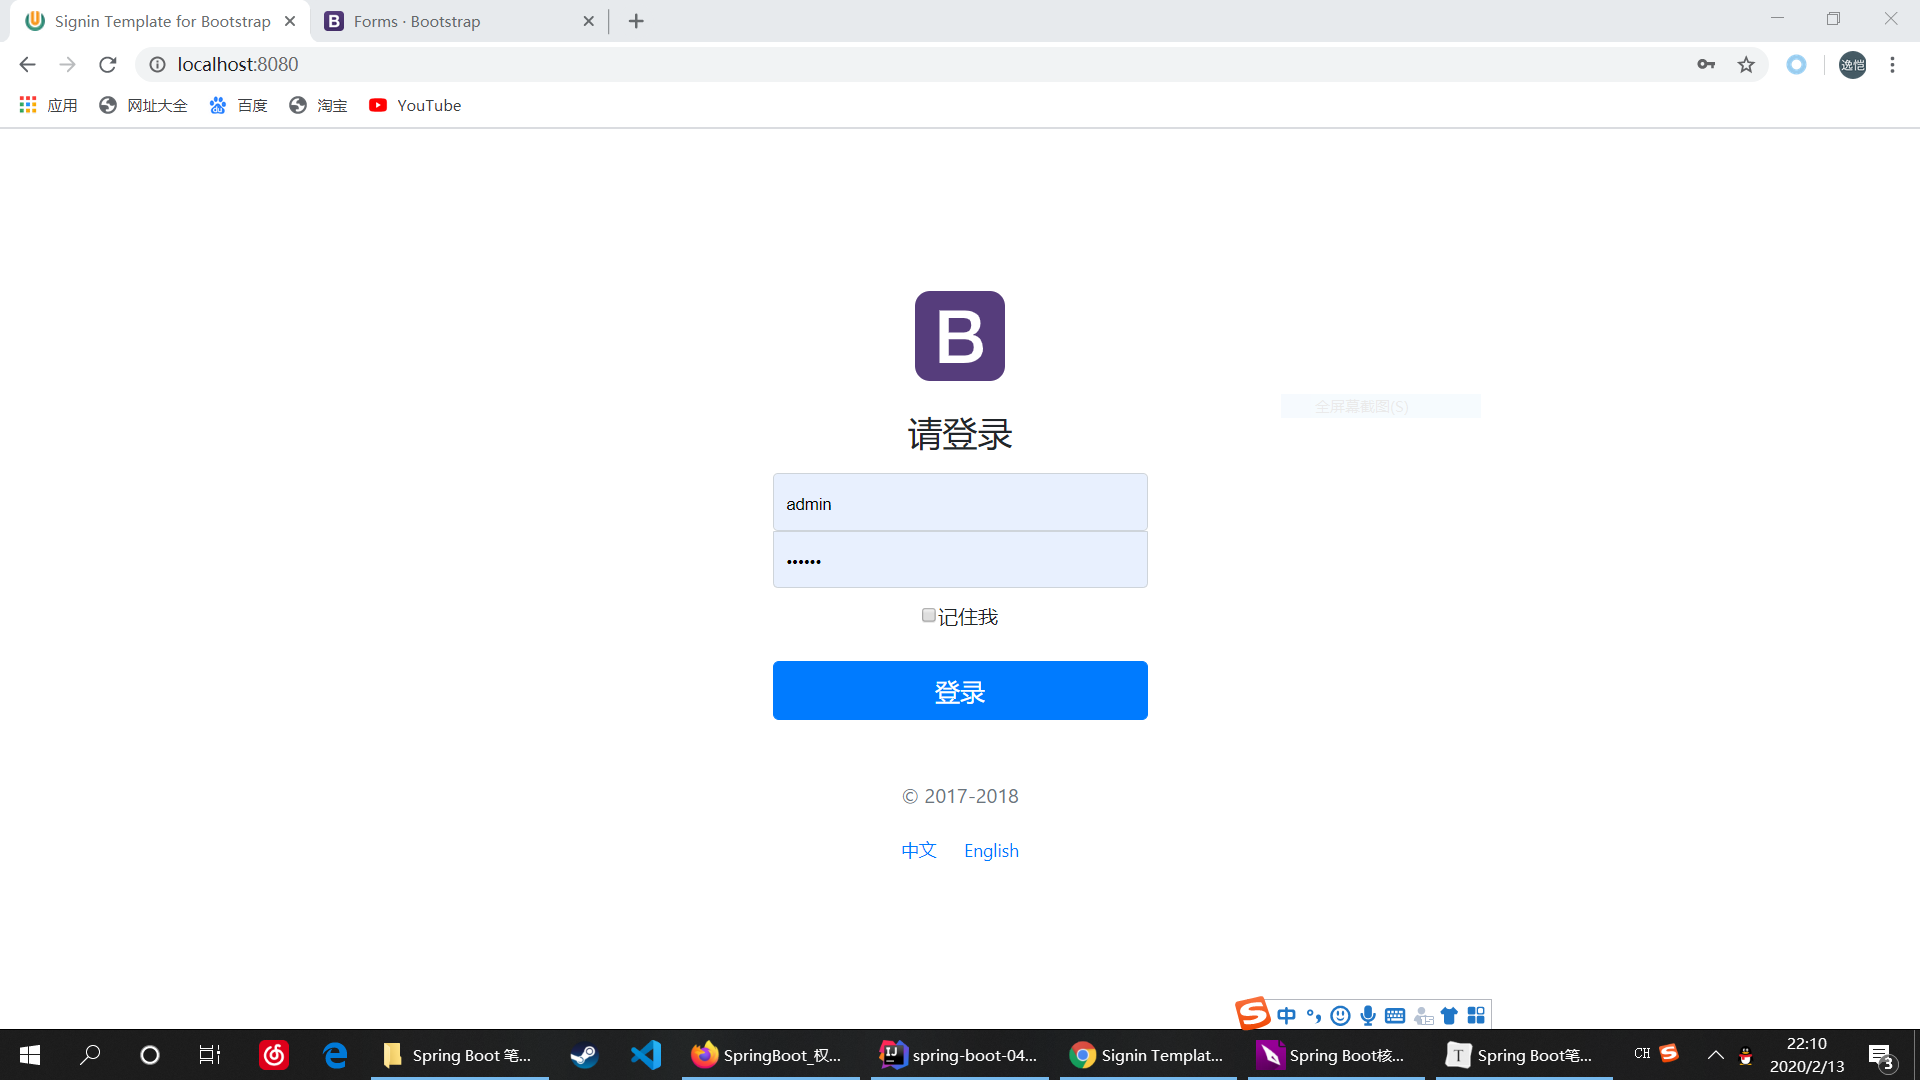 Signin Template for Bootstrap
Forms · Bootstrap
localhost:8080
逸恺
应用
网址大全
百度
淘宝
YouTube
B
全屏幕截图(S)
请登录
admin
••••••
记住我
登录
© 2017-2018
中文
English
中
Spring Boot 笔...
SpringBoot_权...
spring-boot-04...
Signin Templat...
Spring Boot核...
Spring Boot笔...
CH
22:10
2020/2/13
3